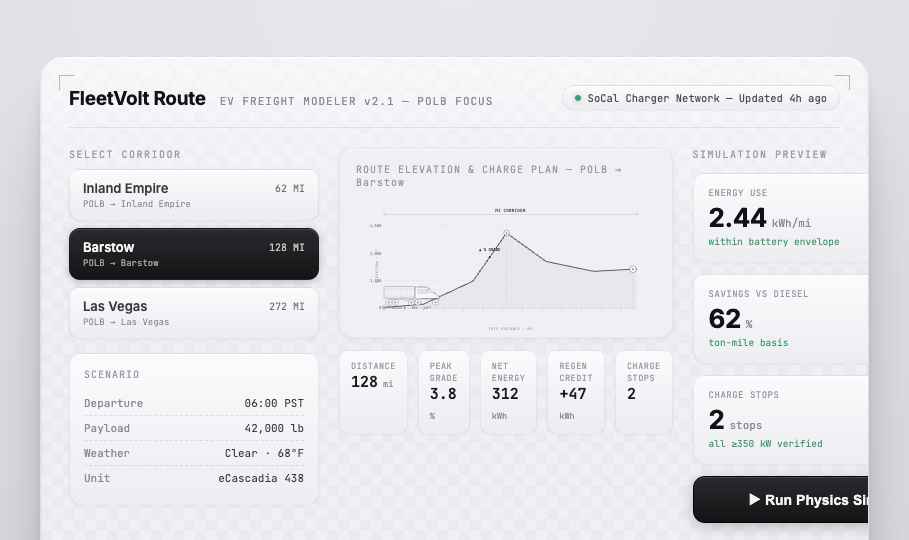 FleetVolt Route
EV FREIGHT MODELER v2.1 — POLB FOCUS
SoCal Charger Network — Updated 4h ago
SELECT CORRIDOR
Inland Empire
62 MI
POLB → Inland Empire
Barstow
128 MI
POLB → Barstow
Las Vegas
272 MI
POLB → Las Vegas
SCENARIO
Departure
06:00 PST
Payload
42,000 lb
Weather
Clear · 68°F
Unit
eCascadia 438
ROUTE ELEVATION & CHARGE PLAN — POLB →
Barstow
MI CORRIDOR
DISTANCE
128 mi
PEAK
GRADE
3.8
%
NET
ENERGY
312
kWh
REGEN
CREDIT
+47
kWh
CHARGE
STOPS
2
SIMULATION PREVIEW
ENERGY USE
2.44 kWh/mi
within battery envelope
SAVINGS VS DIESEL
62 %
ton-mile basis
CHARGE STOPS
2 stops
all ≥350 kW verified
▶ Run Physics